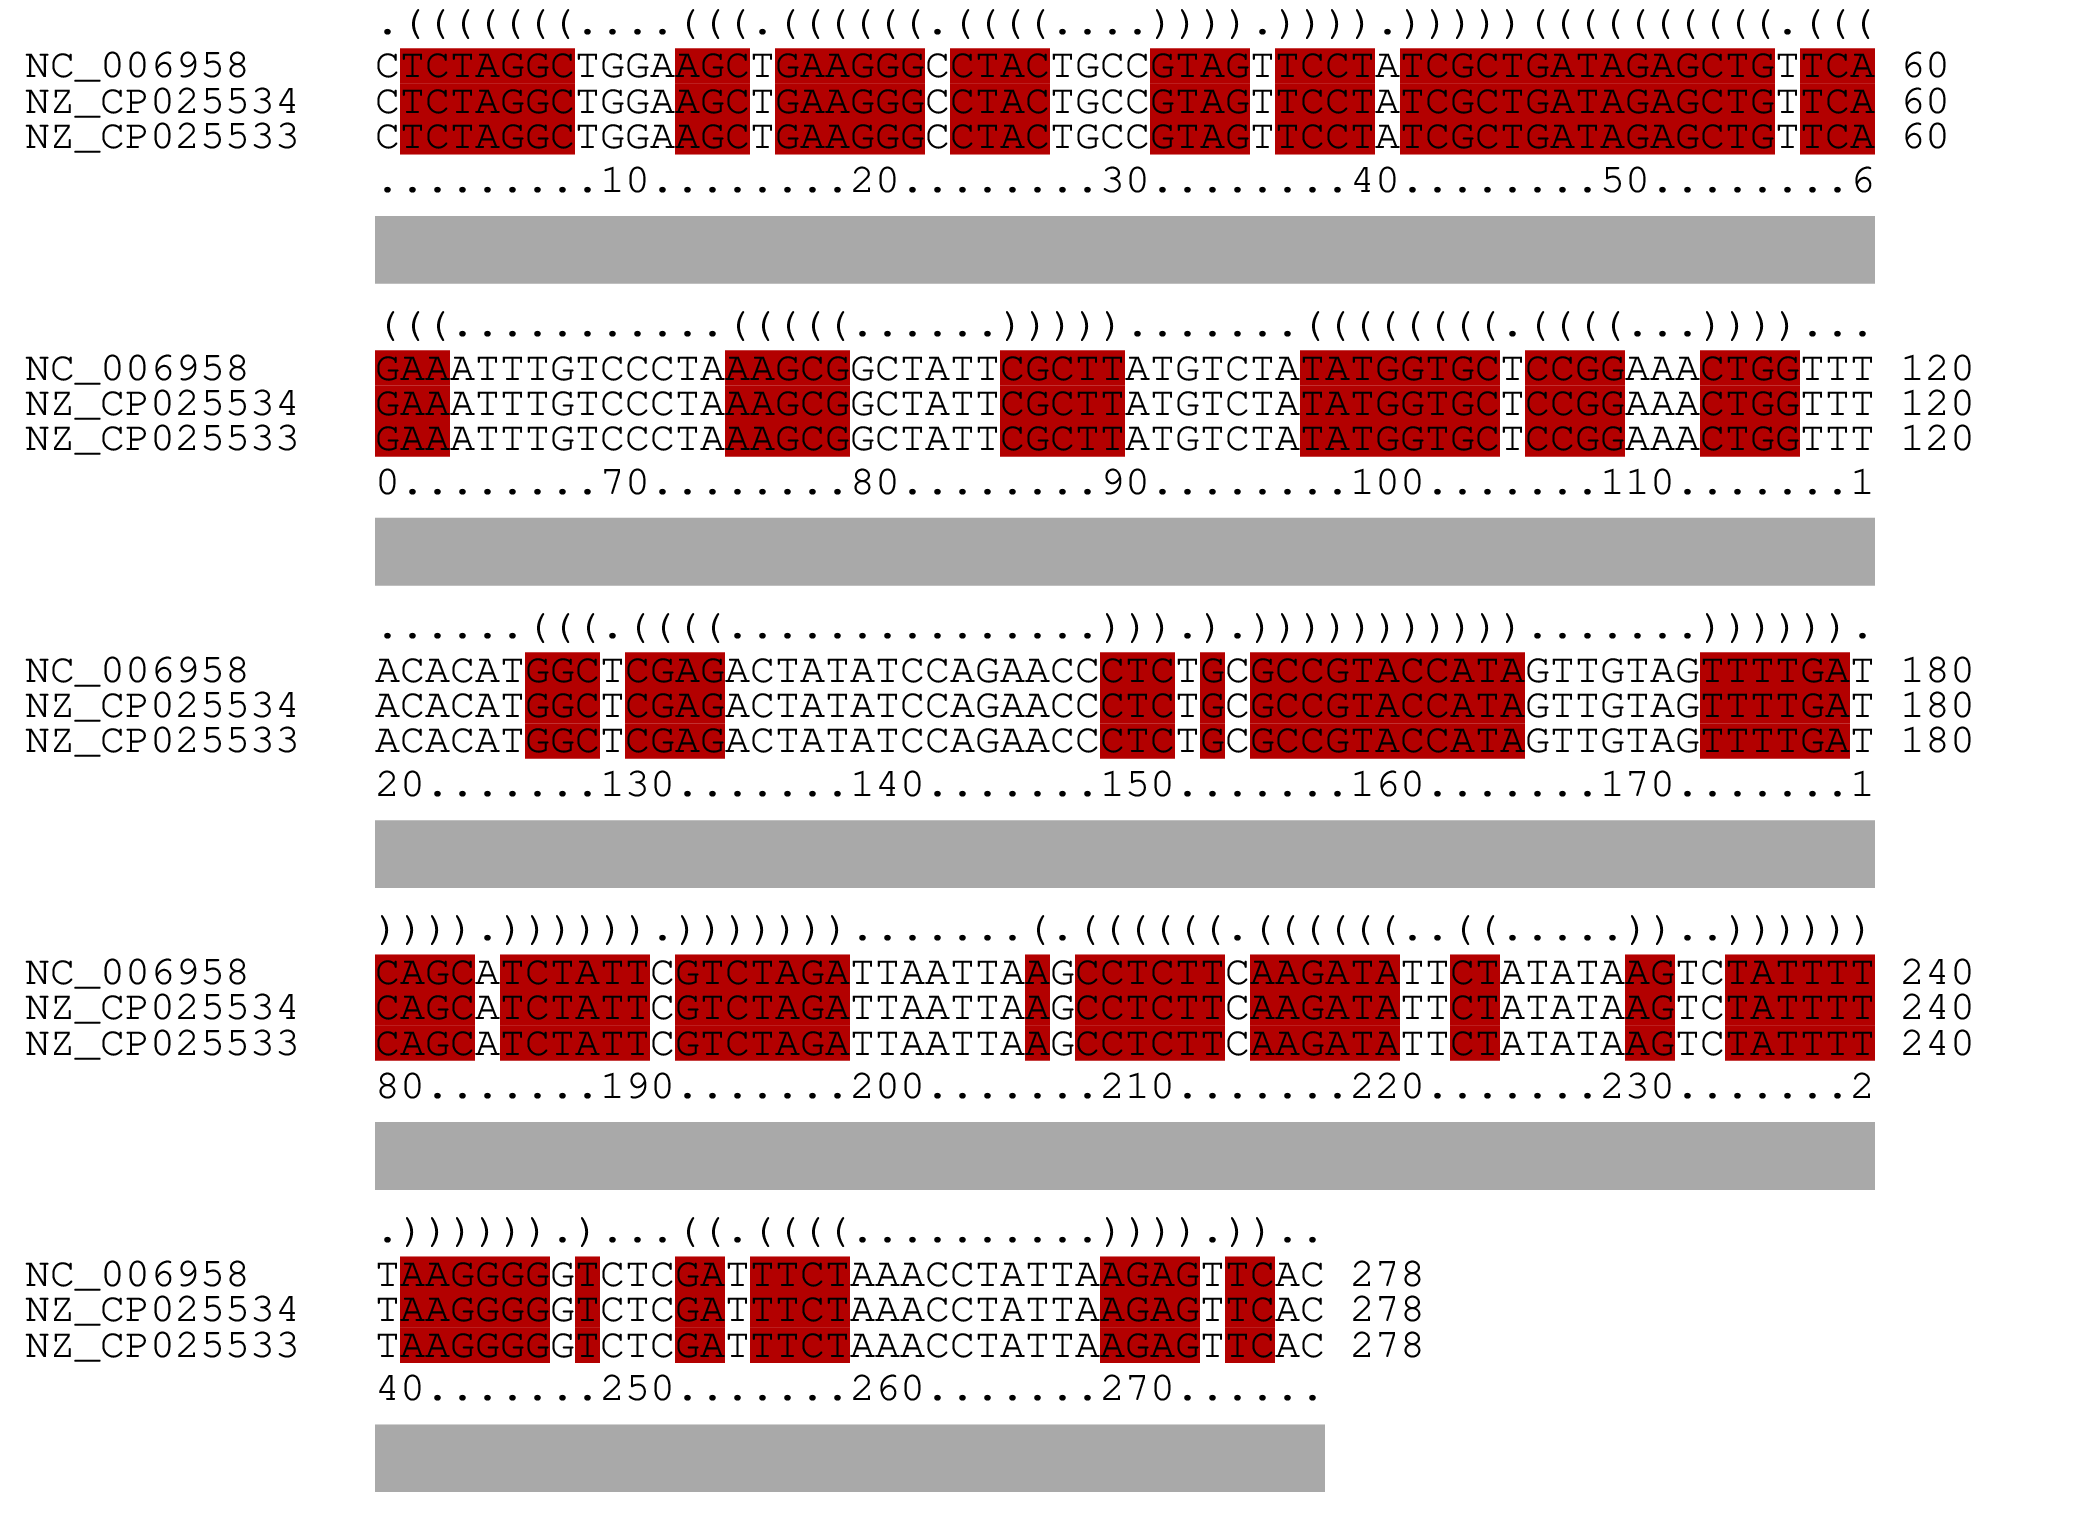 .(((((((....(((.((((((.((((....)))).)))).)))))((((((((((.(((
NC_006958 CTCTAGGCTGGAAGCTGAAGGGCCTACTGCCGTAGTTCCTATCGCTGATAGAGCTGTTCA 60
NZ_CP025534 CTCTAGGCTGGAAGCTGAAGGGCCTACTGCCGTAGTTCCTATCGCTGATAGAGCTGTTCA 60
NZ_CP025533 CTCTAGGCTGGAAGCTGAAGGGCCTACTGCCGTAGTTCCTATCGCTGATAGAGCTGTTCA 60
.........10........20........30........40........50........6
(((...........(((((......))))).......((((((((.((((...))))...
NC_006958 GAAATTTGTCCCTAAAGCGGCTATTCGCTTATGTCTATATGGTGCTCCGGAAACTGGTTT 120
NZ_CP025534 GAAATTTGTCCCTAAAGCGGCTATTCGCTTATGTCTATATGGTGCTCCGGAAACTGGTTT 120
NZ_CP025533 GAAATTTGTCCCTAAAGCGGCTATTCGCTTATGTCTATATGGTGCTCCGGAAACTGGTTT 120
0........70........80........90........100.......110.......1
......(((.((((...............))).).))))))))))).......)))))).
NC_006958 ACACATGGCTCGAGACTATATCCAGAACCCTCTGCGCCGTACCATAGTTGTAGTTTTGAT 180
NZ_CP025534 ACACATGGCTCGAGACTATATCCAGAACCCTCTGCGCCGTACCATAGTTGTAGTTTTGAT 180
NZ_CP025533 ACACATGGCTCGAGACTATATCCAGAACCCTCTGCGCCGTACCATAGTTGTAGTTTTGAT 180
20.......130.......140.......150.......160.......170.......1
)))).)))))).))))))).......(.((((((.((((((..((.....))..))))))
NC_006958 CAGCATCTATTCGTCTAGATTAATTAAGCCTCTTCAAGATATTCTATATAAGTCTATTTT 240
NZ_CP025534 CAGCATCTATTCGTCTAGATTAATTAAGCCTCTTCAAGATATTCTATATAAGTCTATTTT 240
NZ_CP025533 CAGCATCTATTCGTCTAGATTAATTAAGCCTCTTCAAGATATTCTATATAAGTCTATTTT 240
80.......190.......200.......210.......220.......230.......2
.)))))).)...((.((((..........)))).))..
NC_006958 TAAGGGGGTCTCGATTTCTAAACCTATTAAGAGTTCAC 278
NZ_CP025534 TAAGGGGGTCTCGATTTCTAAACCTATTAAGAGTTCAC 278
NZ_CP025533 TAAGGGGGTCTCGATTTCTAAACCTATTAAGAGTTCAC 278
40.......250.......260.......270......